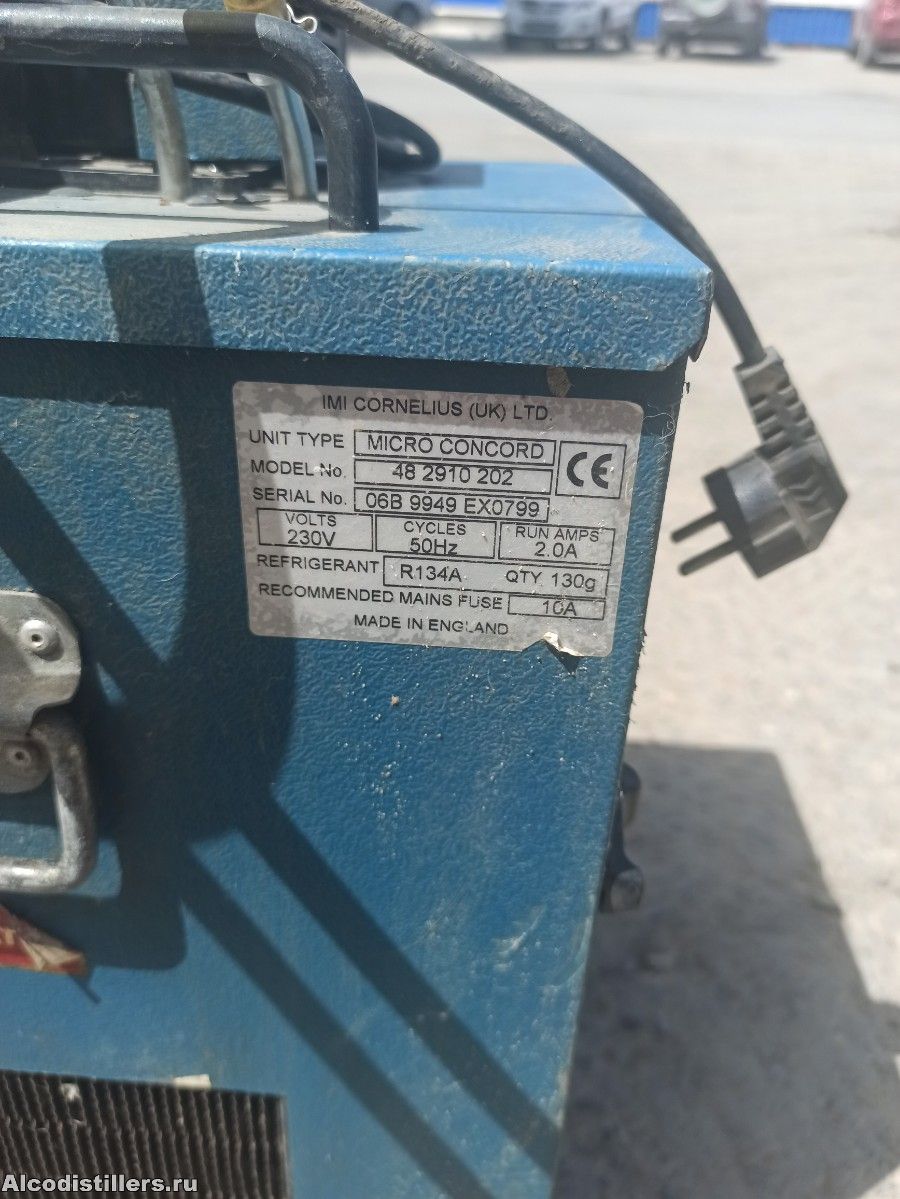 IMI CORNELIUS (UK) LTD.
UNIT TYPE MICRO CONCORD
MODEL No. 48 2910 202
CE
SERIAL No. 06B 9949 EX0799
VOLTS CYCLES RUN AMPS
230V 50Hz 2.0A
REFRIGERANT R134A QTY. 130g
RECOMMENDED MAINS FUSE 10A
MADE IN ENGLAND
Alcodistillers.ru